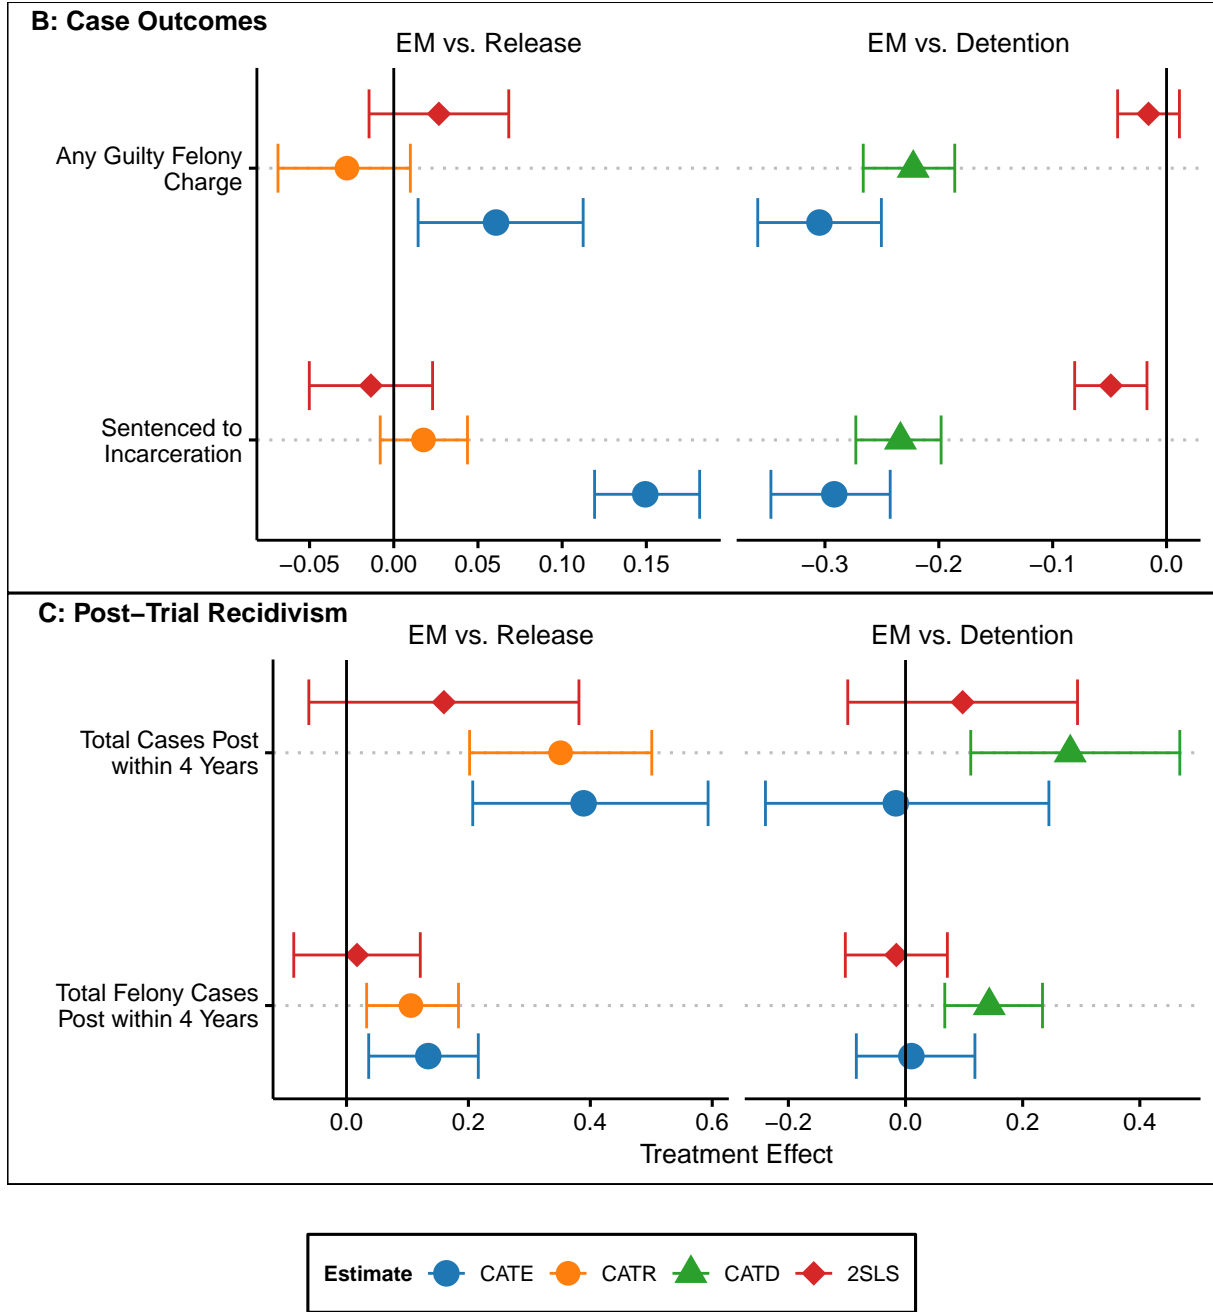 B: Case Outcomes
EM vs. Release
EM vs. Detention
Any Guilty Felony
Charge
Sentenced to
Incarceration
−0.05 0.00 0.05 0.10 0.15
−0.3 −0.2 −0.1 0.0
C: Post−Trial Recidivism
EM vs. Release
EM vs. Detention
Total Cases Post
within 4 Years
Total Felony Cases
Post within 4 Years
0.0 0.2 0.4 0.6
−0.2 0.0 0.2 0.4
Treatment Effect
Estimate CATE CATR CATD 2SLS